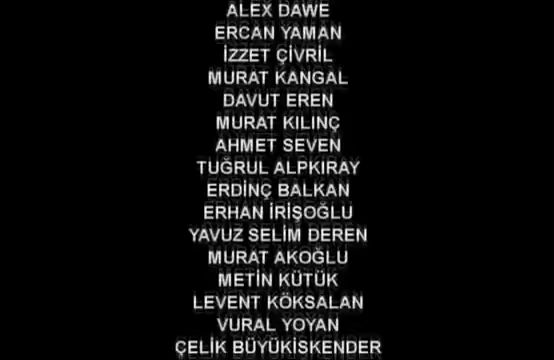 ALEX DAWE
ERCAN YAMAN
İZZET ÇİVRİL
MURAT KANGAL
DAVUT EREN
MURAT KILINÇ
AHMET SEVEN
TUĞRUL ALPKIRAY
ERDİNÇ BALKAN
ERHAN İRİŞOĞLU
YAVUZ SELİM DEREN
MURAT AKOĞLU
METİN KÜTÜK
LEVENT KÖKSALAN
VURAL YOYAN
ÇELİK BÜYÜKİSKENDER